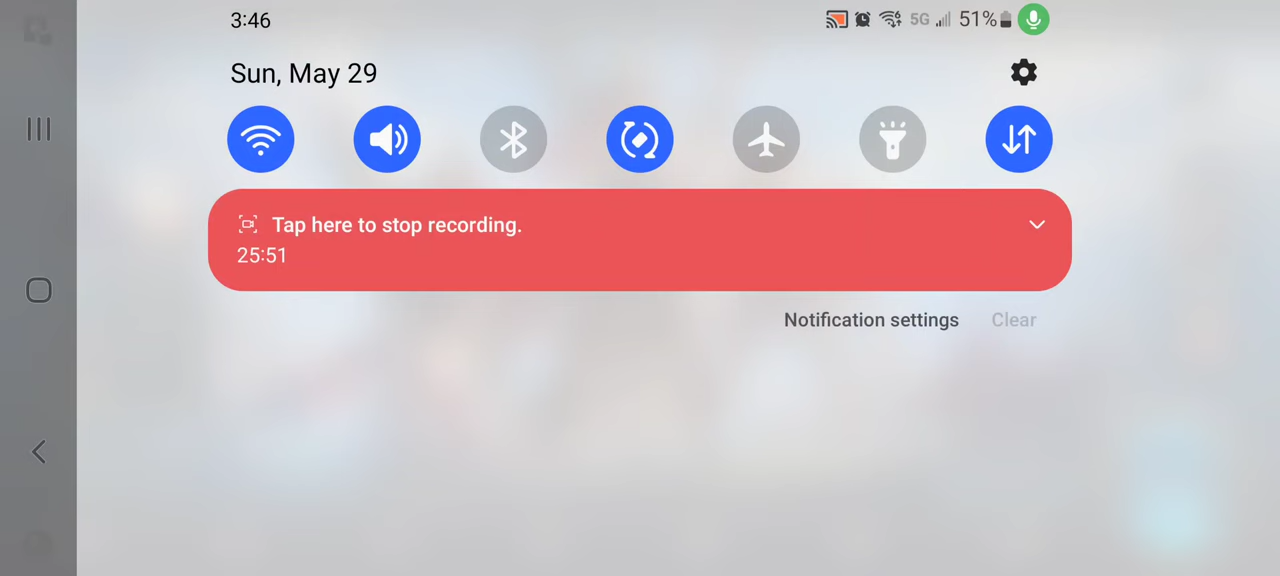 3:46
5G 51%
Sun, May 29
Tap here to stop recording.
25:51
Notification settings Clear